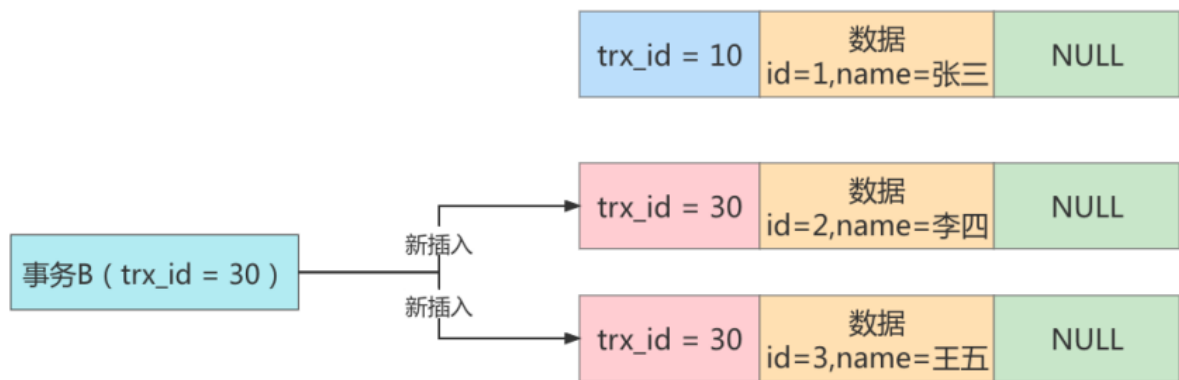 trx_id = 10
数据
id=1,name=张三
NULL
trx_id = 30
数据
id=2,name=李四
NULL
新插入
事务B（trx_id = 30）
新插入
trx_id = 30
数据
id=3,name=王五
NULL